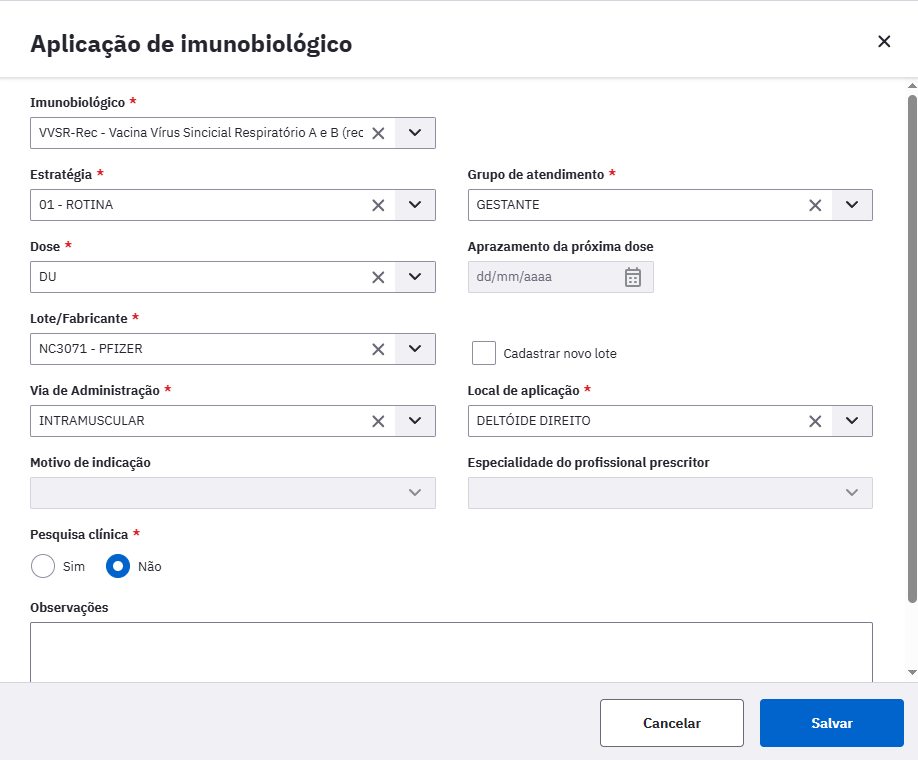 Aplicação de imunobiológico
Imunobiológico *
VVSR-Rec - Vacina Vírus Sincicial Respiratório A e B (rec
Estratégia * Grupo de atendimento *
01 - ROTINA GESTANTE
Dose * Aprazamento da próxima dose
DU dd/mm/aaaa
Lote/Fabricante *
NC3071 - PFIZER Cadastrar novo lote
Via de Administração * Local de aplicação *
INTRAMUSCULAR DELTÓIDE DIREITO
Motivo de indicação Especialidade do profissional prescritor
Pesquisa clínica *
Sim Não
Observações
Cancelar Salvar